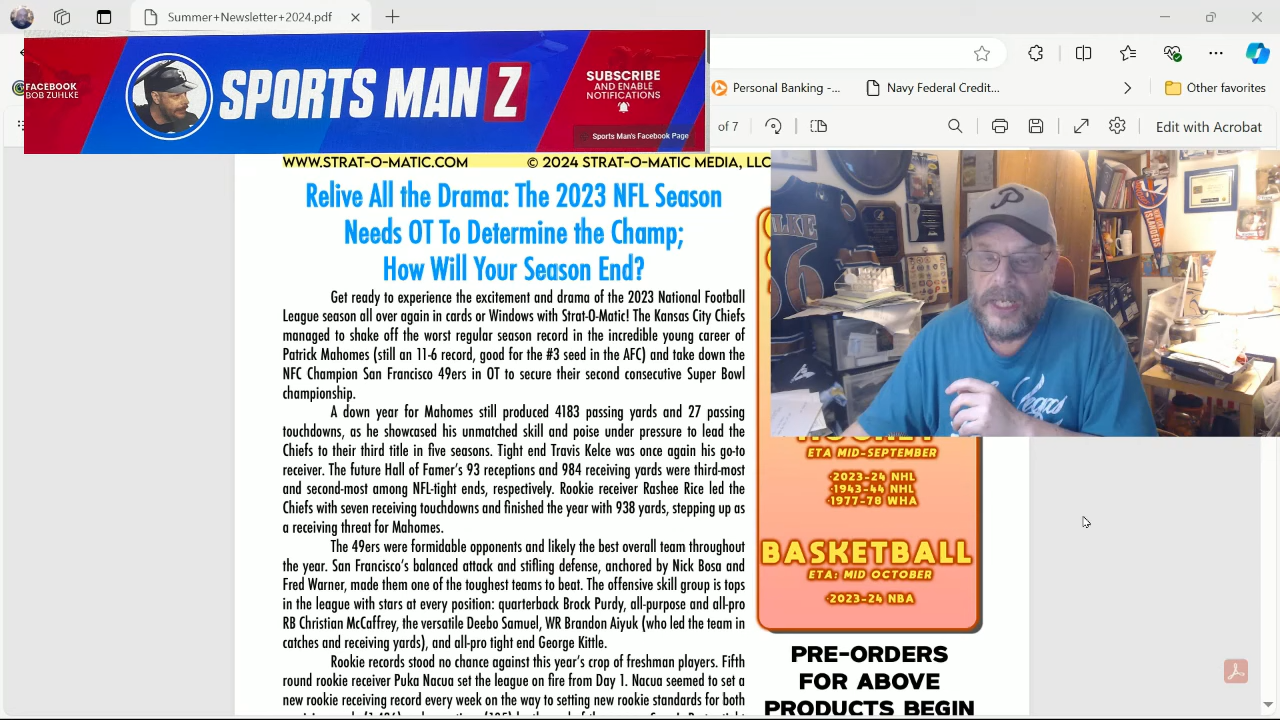 Summer+Newsletter+2024.pdf
FACEBOOK
BOB ZUHLKE
SPORTS MAN Z
SUBSCRIBE
AND ENABLE
NOTIFICATIONS
Sports Man's Facebook Page
Personal Banking -...
Navy Federal Credit...
Other favorites
of 7
Edit with Acrobat
WWW.STRAT-O-MATIC.COM © 2024 STRAT-O-MATIC MEDIA, LLC
Relive All the Drama: The 2023 NFL Season
Needs OT To Determine the Champ;
How Will Your Season End?
Get ready to experience the excitement and drama of the 2023 National Football
League season all over again in cards or Windows with Strat-O-Matic! The Kansas City Chiefs
managed to shake off the worst regular season record in the incredible young career of
Patrick Mahomes (still an 11-6 record, good for the #3 seed in the AFC) and take down the
NFC Champion San Francisco 49ers in OT to secure their second consecutive Super Bowl
championship.
A down year for Mahomes still produced 4183 passing yards and 27 passing
touchdowns, as he showcased his unmatched skill and poise under pressure to lead the
Chiefs to their third title in five seasons. Tight end Travis Kelce was once again his go-to
receiver. The future Hall of Famer's 93 receptions and 984 receiving yards were third-most
and second-most among NFL-tight ends, respectively. Rookie receiver Rashee Rice led the
Chiefs with seven receiving touchdowns and finished the year with 938 yards, stepping up as
a receiving threat for Mahomes.
The 49ers were formidable opponents and likely the best overall team throughout
the year. San Francisco's balanced attack and stifling defense, anchored by Nick Bosa and
Fred Warner, made them one of the toughest teams to beat. The offensive skill group is tops
in the league with stars at every position: quarterback Brock Purdy, all-purpose and all-pro
RB Christian McCaffrey, the versatile Deebo Samuel, WR Brandon Aiyuk (who led the team in
catches and receiving yards), and all-pro tight end George Kittle.
Rookie records stood no chance against this year's crop of freshman players. Fifth
round rookie receiver Puka Nacua set the league on fire from Day 1. Nacua seemed to set a
new rookie receiving record every week on the way to setting new rookie standards for both
LKE
P
ISLANDERS
Vegas
HOCKEY
ETA MID-SEPTEMBER
•2023-24 NHL
•1943-44 NHL
•1977-78 WHA
BASKETBALL
ETA: MID OCTOBER
•2023-24 NBA
PRE-ORDERS
FOR ABOVE
PRODUCTS BEGIN